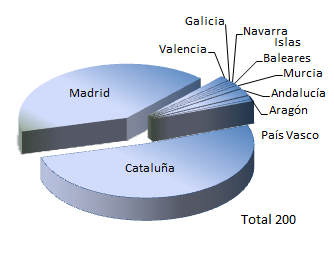 Galicia
Navarra
Islas
Baleares
Valencia
Murcia
Madrid
Andalucía
Aragón
País Vasco
Cataluña
Total 200